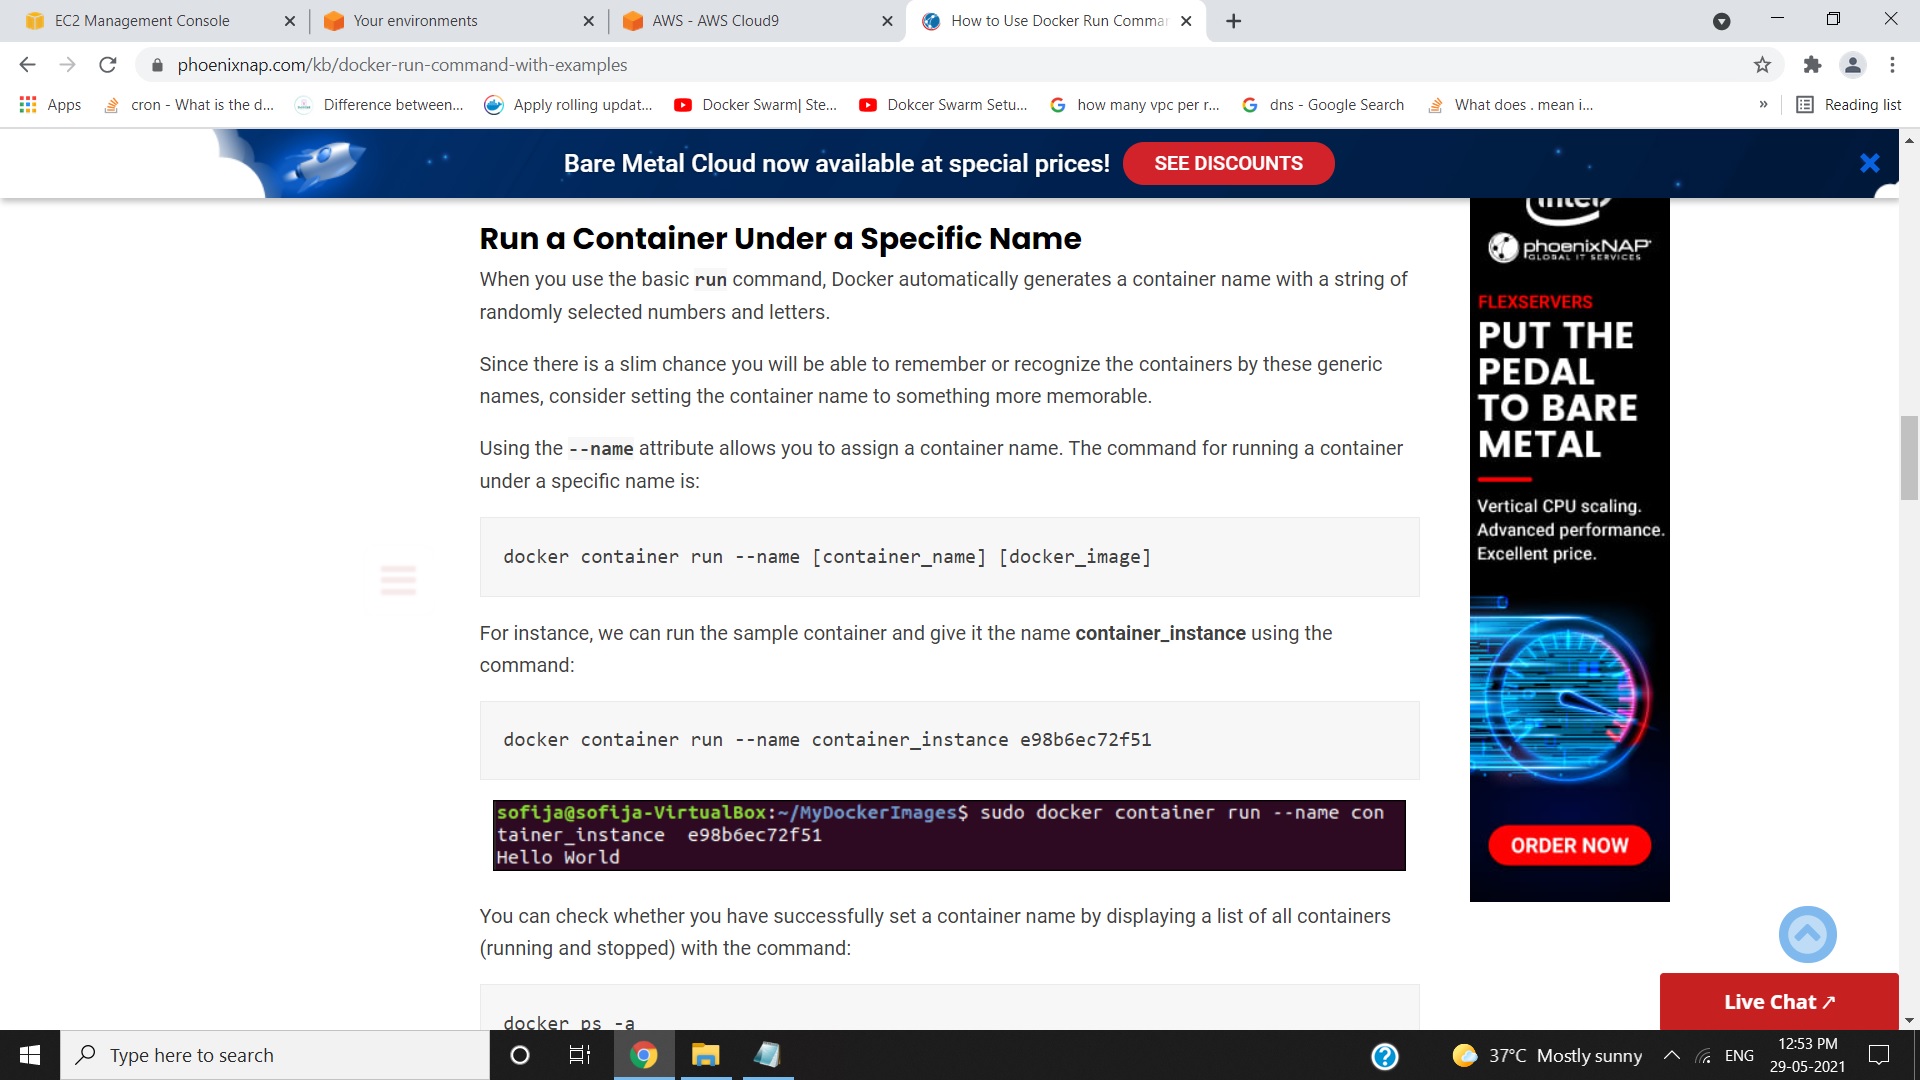 EC2 Management Console
Your environments
AWS - AWS Cloud9
How to Use Docker Run Comman
phoenixnap.com/kb/docker-run-command-with-examples
Apps
cron - What is the d...
Difference between...
Apply rolling updat...
Docker Swarm| Ste...
Dokcer Swarm Setu...
how many vpc per r...
dns - Google Search
What does . mean i...
»
Reading list
Bare Metal Cloud now available at special prices!
SEE DISCOUNTS
Run a Container Under a Specific Name
When you use the basic run command, Docker automatically generates a container name with a string of
randomly selected numbers and letters.
Since there is a slim chance you will be able to remember or recognize the containers by these generic
names, consider setting the container name to something more memorable.
Using the --name attribute allows you to assign a container name. The command for running a container
under a specific name is:
docker container run --name [container_name] [docker_image]
For instance, we can run the sample container and give it the name container_instance using the
command:
docker container run --name container_instance e98b6ec72f51
sofija@sofija-VirtualBox:~/MyDockerImages$ sudo docker container run --name con
tainer_instance  e98b6ec72f51
Hello World
You can check whether you have successfully set a container name by displaying a list of all containers
(running and stopped) with the command:
docker ps -a
intel
phoenixNAP
GLOBAL IT SERVICES
FLEXSERVERS
PUT THE
PEDAL
TO BARE
METAL
Vertical CPU scaling.
Advanced performance.
Excellent price.
ORDER NOW
Live Chat ↗
Type here to search
37°C Mostly sunny
ENG
12:53 PM
29-05-2021